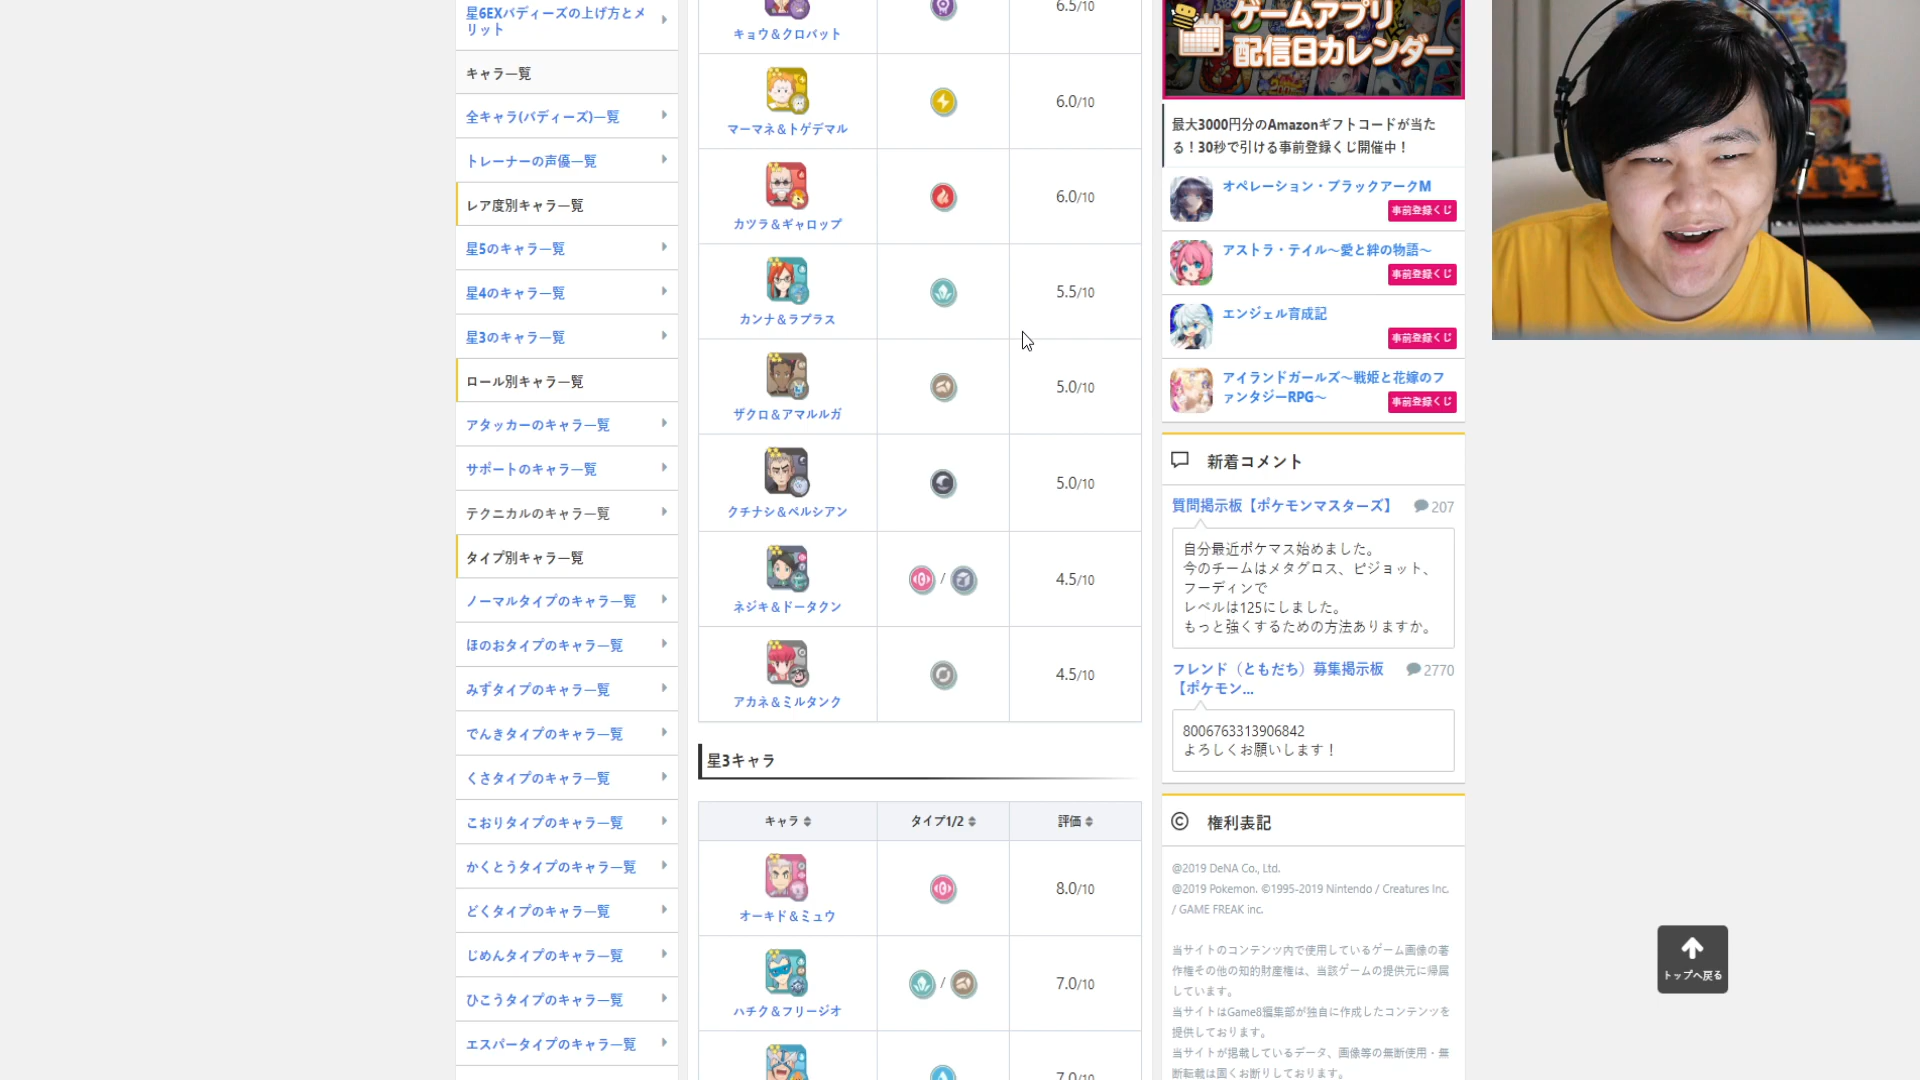 星6EXバディーズの上げ方とメ
リット
キャラ一覧
全キャラ(バディーズ)一覧
トレーナーの声優一覧
レア度別キャラ一覧
星5のキャラ一覧
星4のキャラ一覧
星3のキャラ一覧
ロール別キャラ一覧
アタッカーのキャラ一覧
サポートのキャラ一覧
テクニカルのキャラ一覧
タイプ別キャラ一覧
ノーマルタイプのキャラ一覧
ほのおタイプのキャラ一覧
みずタイプのキャラ一覧
でんきタイプのキャラ一覧
くさタイプのキャラ一覧
こおりタイプのキャラ一覧
かくとうタイプのキャラ一覧
どくタイプのキャラ一覧
じめんタイプのキャラ一覧
ひこうタイプのキャラ一覧
エスパータイプのキャラ一覧
キョウ&クロバット
6.5/10
マーマネ&トゲデマル
6.0/10
カツラ&ギャロップ
6.0/10
カンナ&ラプラス
5.5/10
ザクロ&アマルルガ
5.0/10
クチナシ&ペルシアン
5.0/10
ネジキ&ドータクン
/
4.5/10
アカネ&ミルタンク
4.5/10
星3キャラ
キャラ
タイプ1/2
評価
オーキド&ミュウ
8.0/10
ハチク&フリージオ
/
7.0/10
7.0/10
ゲームアプリ
配信日カレンダー
最大3000円分のAmazonギフトコードが当た
る！30秒で引ける事前登録くじ開催中！
オペレーション・ブラックアークM
事前登録くじ
アストラ・テイル～愛と絆の物語～
事前登録くじ
エンジェル育成記
事前登録くじ
アイランドガールズ～戦姫と花嫁のフ
ァンタジーRPG～
事前登録くじ
新着コメント
質問掲示板【ポケモンマスターズ】
207
自分最近ポケマス始めました。
今のチームはメタグロス、ピジョット、
フーディンで
レベルは125にしました。
もっと強くするための方法ありますか。
フレンド（ともだち）募集掲示板
【ポケモン...
2770
8006763313906842
よろしくお願いします！
権利表記
@2019 DeNA Co., Ltd.
@2019 Pokemon. ©1995-2019 Nintendo / Creatures Inc.
/ GAME FREAK inc.
当サイトのコンテンツ内で使用しているゲーム画像の著
作権その他の知的財産権は、当該ゲームの提供元に帰属
しています。
当サイトはGame8編集部が独自に作成したコンテンツを
提供しております。
当サイトが掲載しているデータ、画像等の無断使用・無
断転載は固くお断りしております。
トップへ戻る